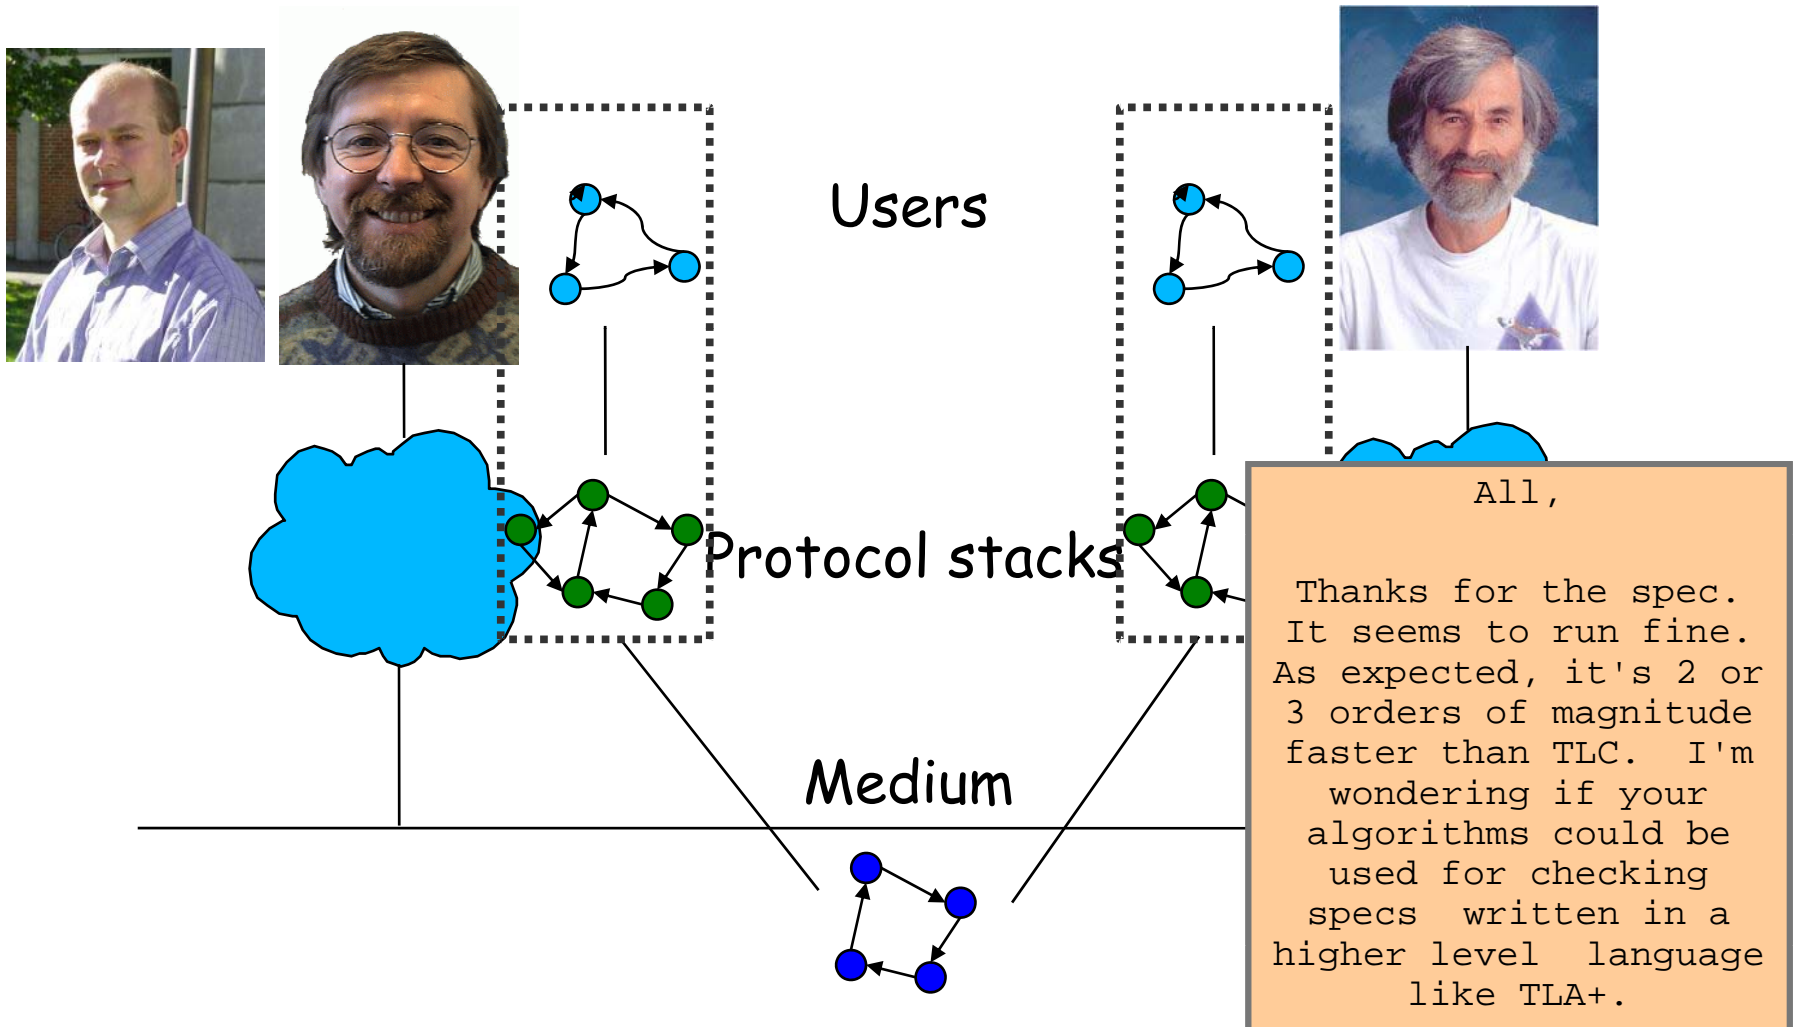 Users
Protocol stacks
Medium
All,
Thanks for the spec.
It seems to run fine.
As expected, it's 2 or
3 orders of magnitude
faster than TLC.  I'm
wondering if your
algorithms could be
used for checking
specs  written in a
higher level  language
like TLA+.